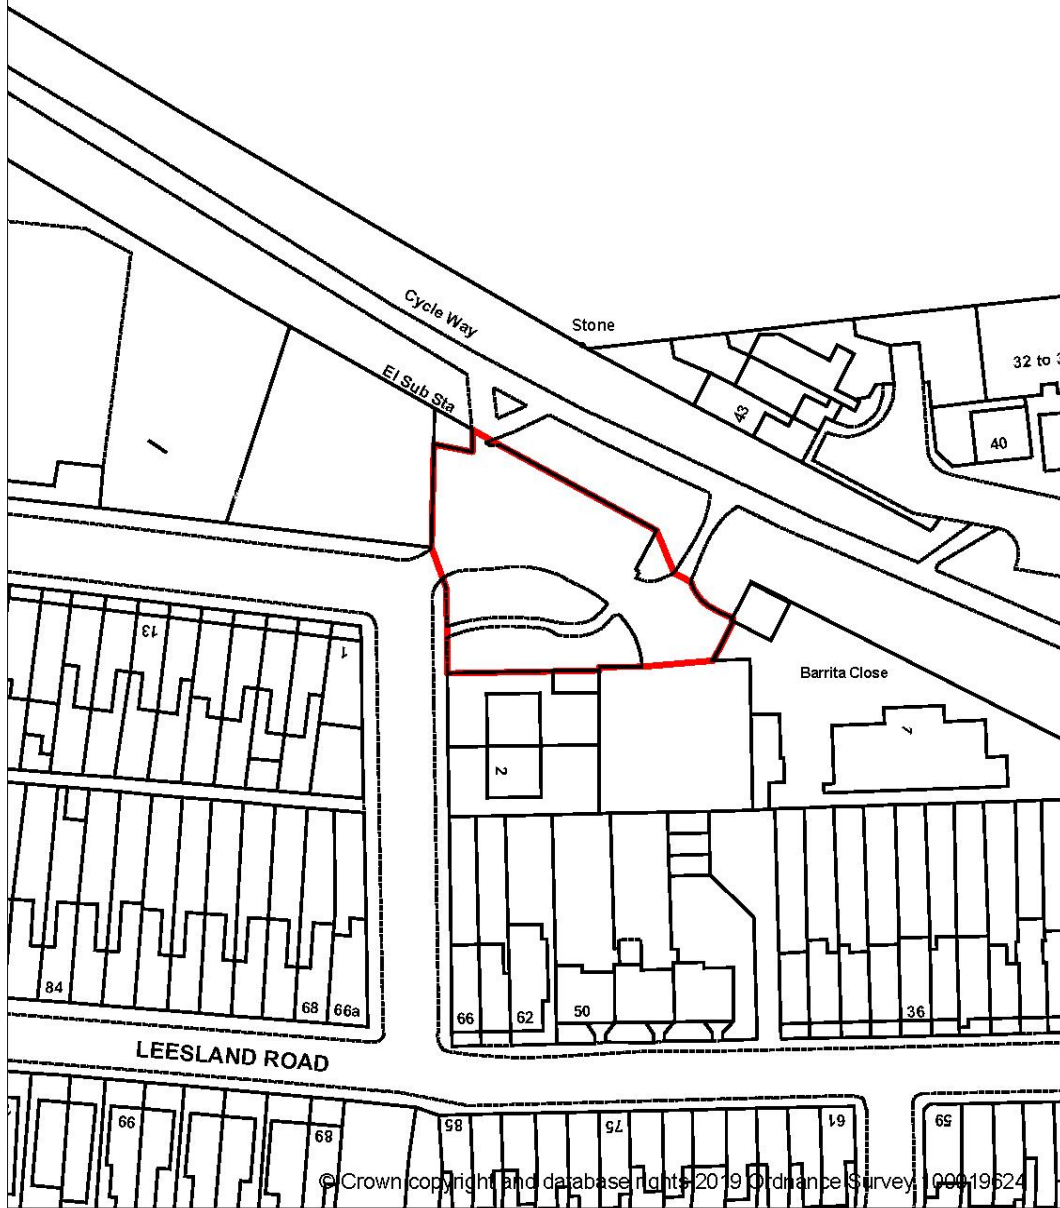 Cycle Way
Stone
El Sub Sta
32 to 3
43
40
13
1
Barrita Close
7
2
84
68
66a
66
62
50
36
LEESLAND ROAD
99
89
85
75
61
59
© Crown copyright and database rights 2019 Ordnance Survey 100019624